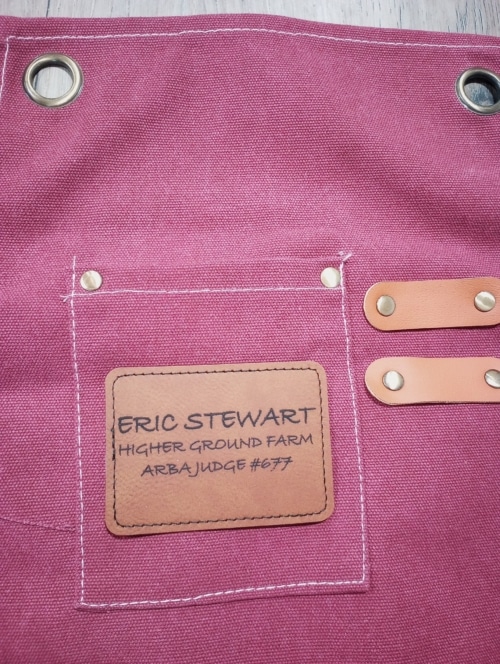 ERIC STEWART
HIGHER GROUND FARM
ARBA JUDGE #677